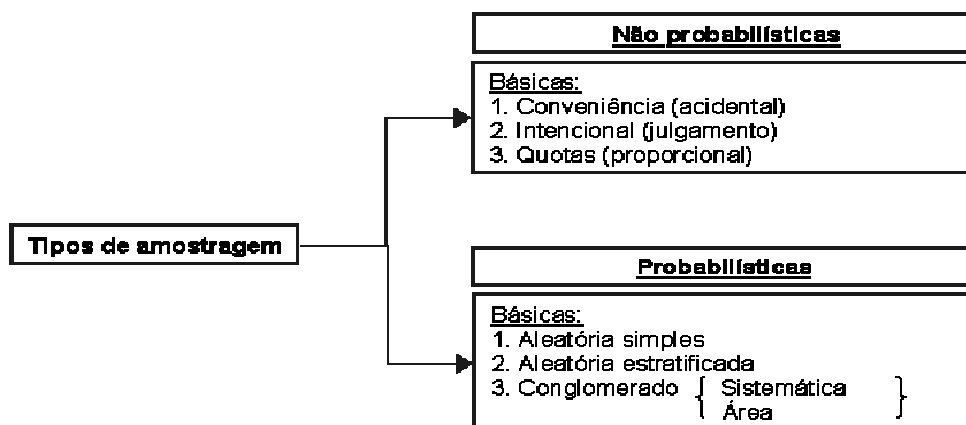 Não probabilísticas
Básicas:
1. Conveniência (acidental)
2. Intencional (julgamento)
3. Quotas (proporcional)
Tipos de amostragem
Probabilísticas
Básicas:
1. Aleatória simples
2. Aleatória estratificada
3. Conglomerado { Sistemática }
Área